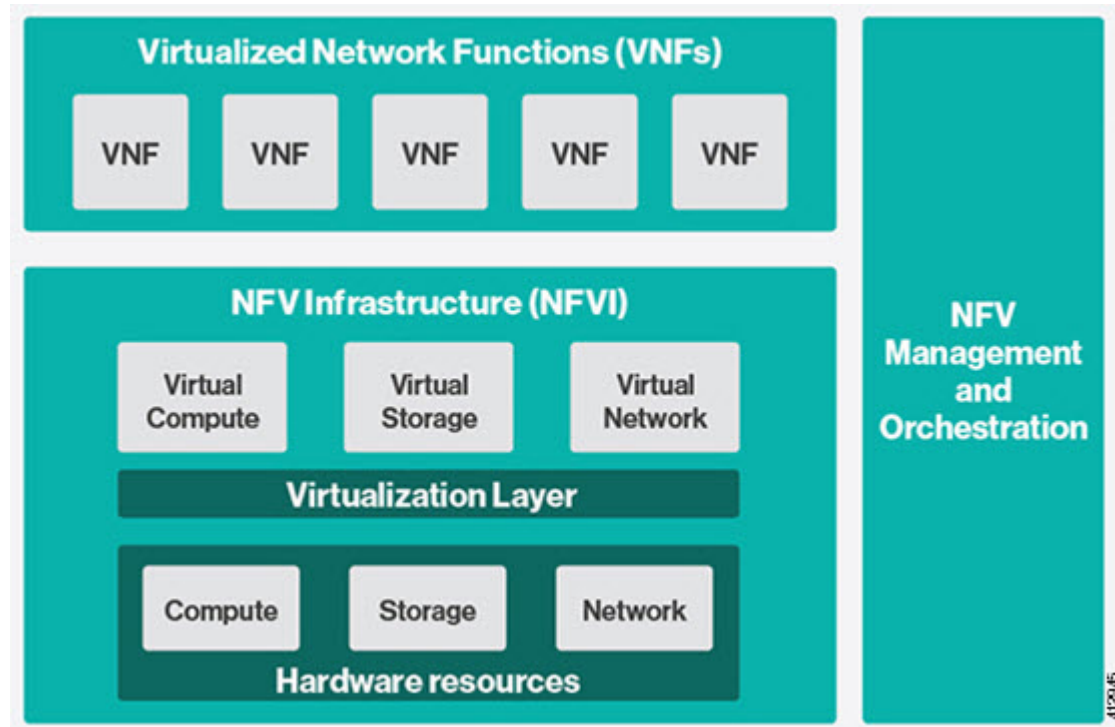 Virtualized Network Functions (VNFs)
VNF VNF VNF VNF VNF
NFV Infrastructure (NFVI)
Virtual Virtual Virtual
Compute Storage Network
Virtualization Layer
Compute Storage Network
Hardware resources
NFV
Management
and
Orchestration